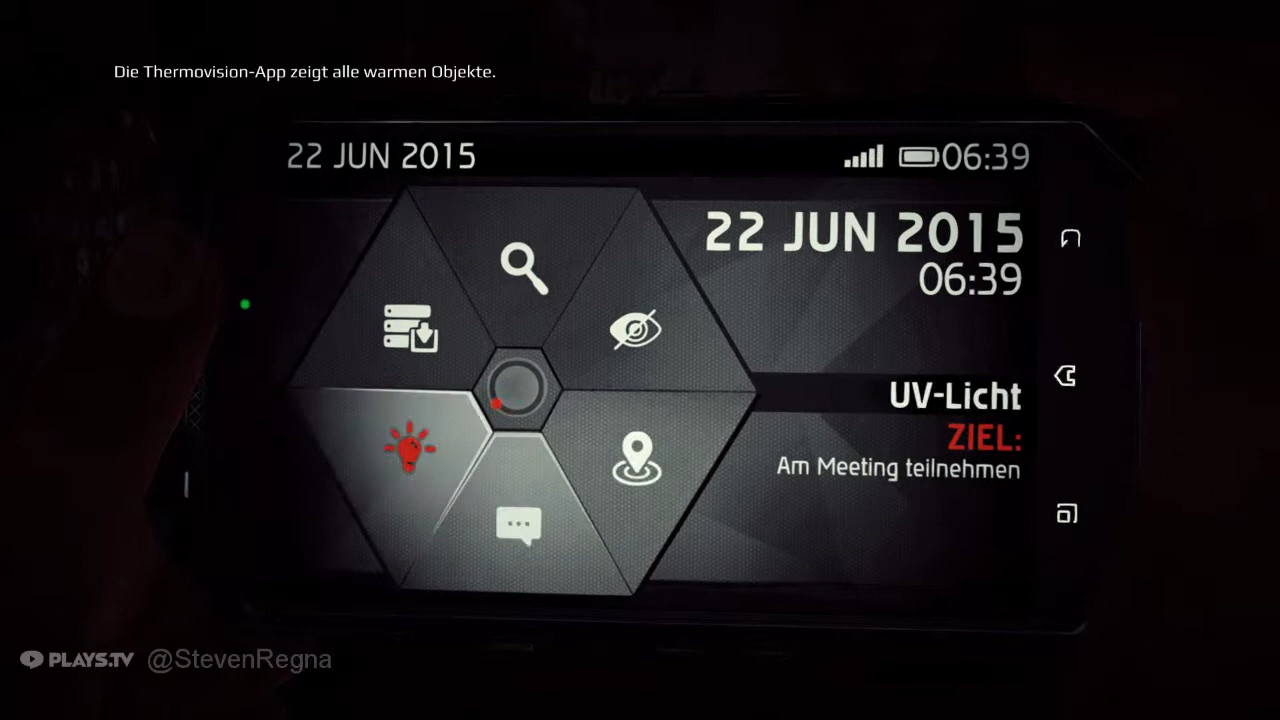 Die Thermovision-App zeigt alle warmen Objekte.
22 JUN 2015
06:39
22 JUN 2015
06:39
UV-Licht
ZIEL:
Am Meeting teilnehmen
PLAYS.TV @StevenRegna